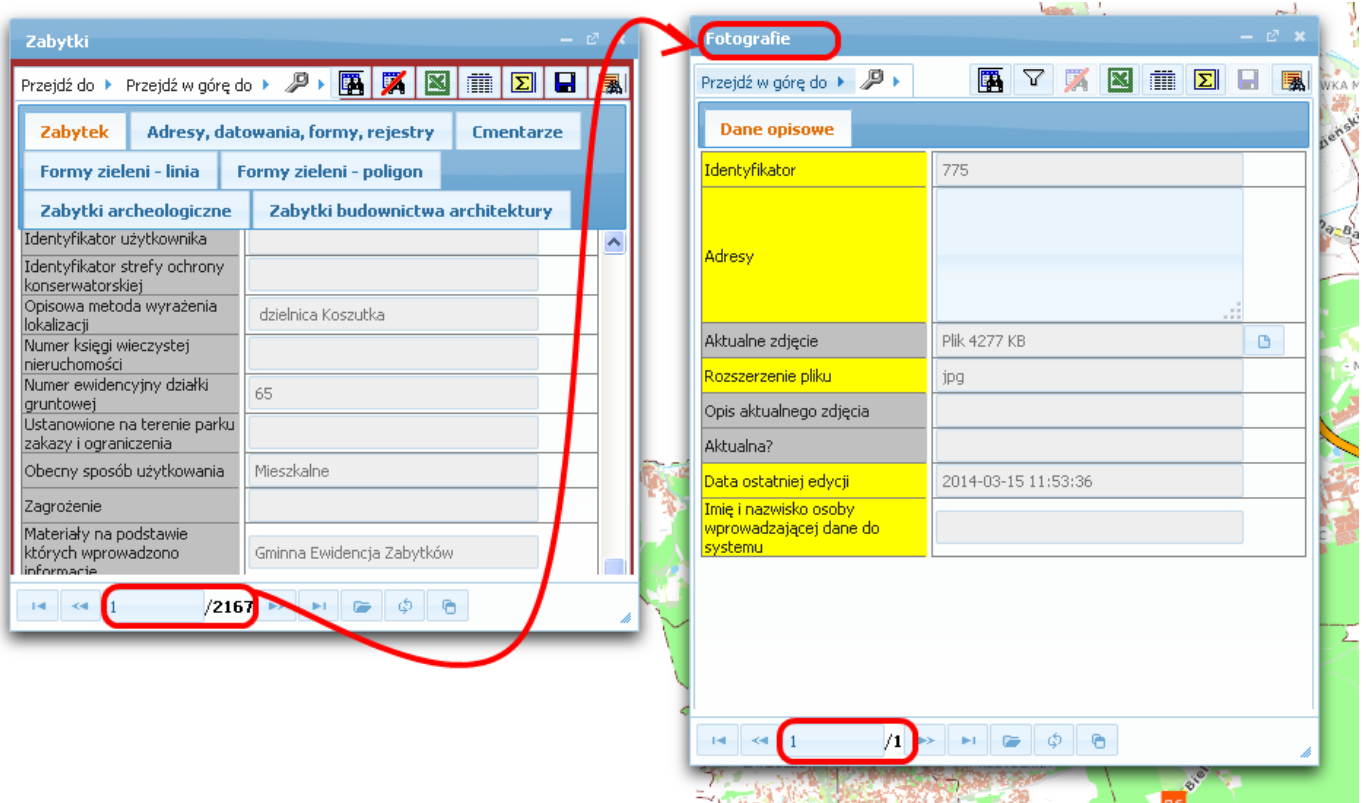 Zabytki
Przejdź do Przejdź w górę do
Zabytek Adresy, datowania, formy, rejestry Cmentarze
Formy zieleni - linia Formy zieleni - poligon
Zabytki archeologiczne Zabytki budownictwa architektury
Identyfikator użytkownika
Identyfikator strefy ochrony
konserwatorskiej
Opisowa metoda wyrażenia
lokalizacji
dzielnica Koszutka
Numer księgi wieczystej
nieruchomości
Numer ewidencyjny działki
gruntowej
65
Ustanowione na terenie parku
zakazy i ograniczenia
Obecny sposób użytkowania Mieszkalne
Zagrożenie
Materiały na podstawie
których wprowadzono
informacje
Gminna Ewidencja Zabytków
1 /2167
Fotografie
Przejdź w górę do
Dane opisowe
Identyfikator 775
Adresy
Aktualne zdjęcie Plik 4277 KB
Rozszerzenie pliku jpg
Opis aktualnego zdjęcia
Aktualna?
Data ostatniej edycji 2014-03-15 11:53:36
Imię i nazwisko osoby
wprowadzającej dane do
systemu
1 /1
WKA
86